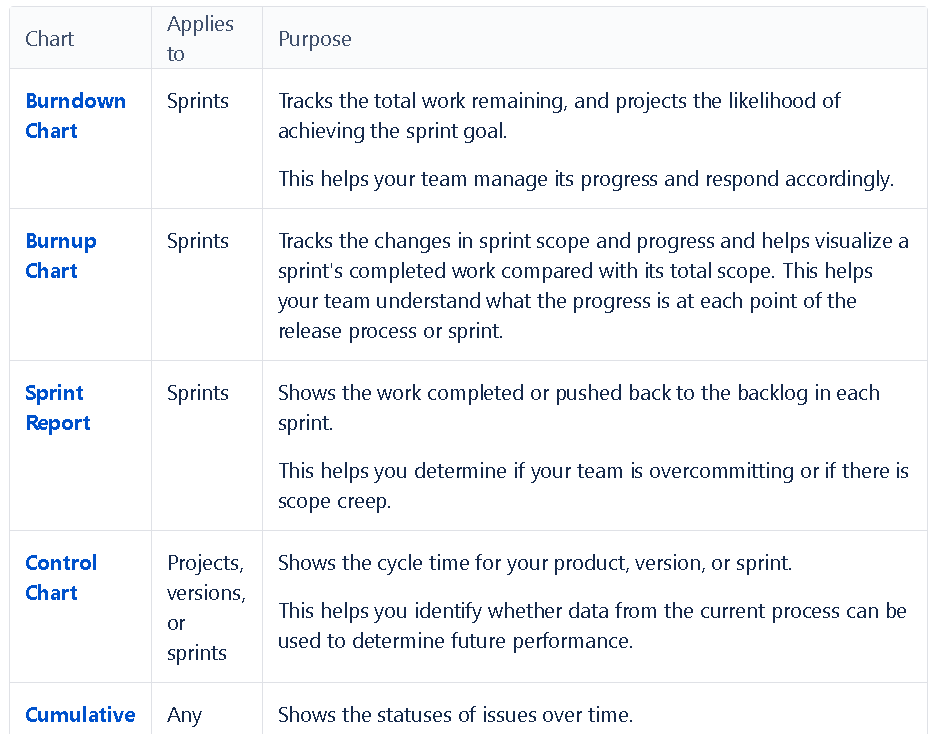 Chart
Applies
to
Purpose
Burndown
Chart
Sprints
Tracks the total work remaining, and projects the likelihood of
achieving the sprint goal.
This helps your team manage its progress and respond accordingly.
Burnup
Chart
Sprints
Tracks the changes in sprint scope and progress and helps visualize a
sprint's completed work compared with its total scope. This helps
your team understand what the progress is at each point of the
release process or sprint.
Sprint
Report
Sprints
Shows the work completed or pushed back to the backlog in each
sprint.
This helps you determine if your team is overcommitting or if there is
scope creep.
Control
Chart
Projects,
versions,
or
sprints
Shows the cycle time for your product, version, or sprint.
This helps you identify whether data from the current process can be
used to determine future performance.
Cumulative
Any
Shows the statuses of issues over time.